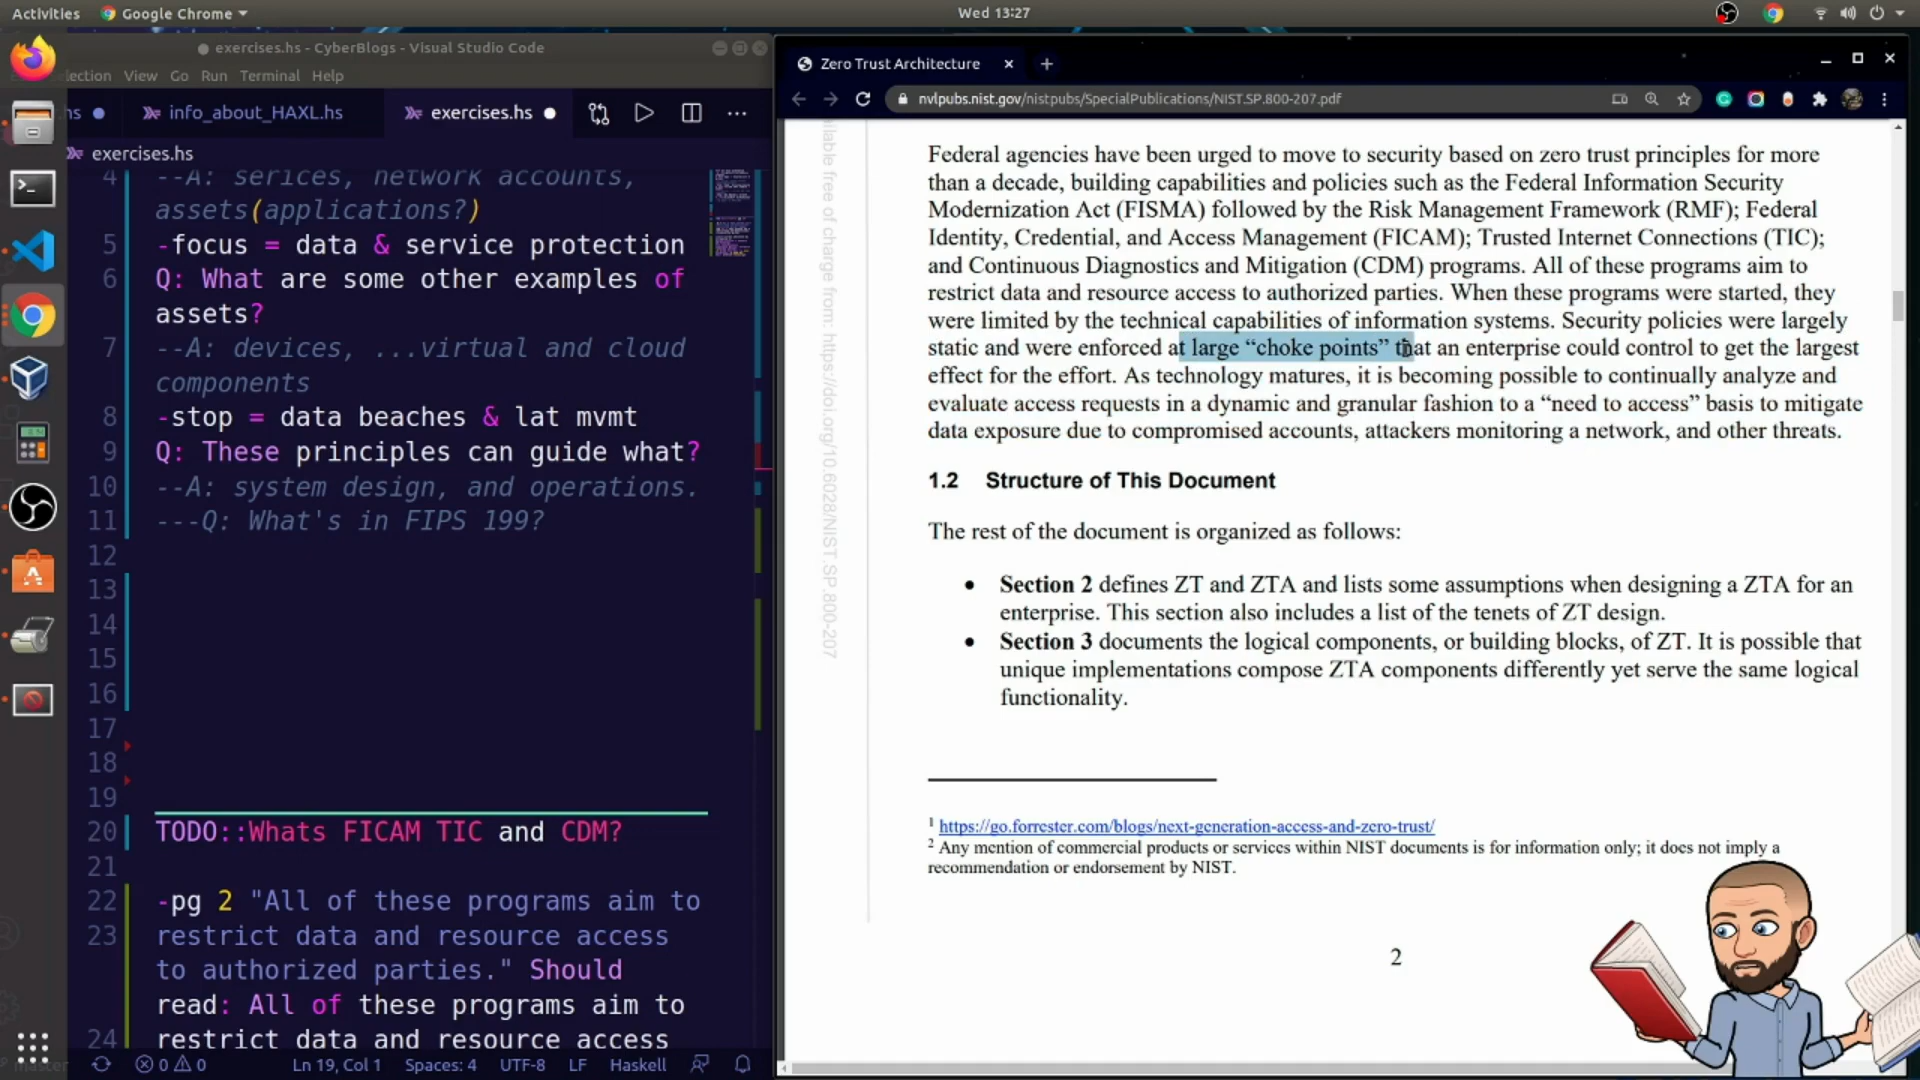 Activities
Google Chrome
Wed 13:27
exercises.hs - CyberBlogs - Visual Studio Code
lection View Go Run Terminal Help
.hs
info_about_HAXL.hs
exercises.hs
exercises.hs
4 --A: serices, network accounts,
assets(applications?)
5 -focus = data & service protection
6 Q: What are some other examples of
assets?
7 --A: devices, ...virtual and cloud
components
8 -stop = data beaches & lat mvmt
9 Q: These principles can guide what?
10 --A: system design, and operations.
11 ---Q: What's in FIPS 199?
12
13
14
15
16
17
18
19
20 TODO::Whats FICAM TIC and CDM?
21
22 -pg 2 "All of these programs aim to
23 restrict data and resource access
to authorized parties." Should
read: All of these programs aim to
24 restrict data and resource access
master
0 0
Ln 19, Col 1
Spaces: 4
UTF-8
LF
Haskell
Zero Trust Architecture
nvlpubs.nist.gov/nistpubs/SpecialPublications/NIST.SP.800-207.pdf
ilable free of charge from: https://doi.org/10.6028/NIST.SP.800-207
Federal agencies have been urged to move to security based on zero trust principles for more
than a decade, building capabilities and policies such as the Federal Information Security
Modernization Act (FISMA) followed by the Risk Management Framework (RMF); Federal
Identity, Credential, and Access Management (FICAM); Trusted Internet Connections (TIC);
and Continuous Diagnostics and Mitigation (CDM) programs. All of these programs aim to
restrict data and resource access to authorized parties. When these programs were started, they
were limited by the technical capabilities of information systems. Security policies were largely
static and were enforced at large “choke points” that an enterprise could control to get the largest
effect for the effort. As technology matures, it is becoming possible to continually analyze and
evaluate access requests in a dynamic and granular fashion to a “need to access” basis to mitigate
data exposure due to compromised accounts, attackers monitoring a network, and other threats.
1.2 Structure of This Document
The rest of the document is organized as follows:
• Section 2 defines ZT and ZTA and lists some assumptions when designing a ZTA for an
enterprise. This section also includes a list of the tenets of ZT design.
• Section 3 documents the logical components, or building blocks, of ZT. It is possible that
unique implementations compose ZTA components differently yet serve the same logical
functionality.
1 https://go.forrester.com/blogs/next-generation-access-and-zero-trust/
2 Any mention of commercial products or services within NIST documents is for information only; it does not imply a
recommendation or endorsement by NIST.
2